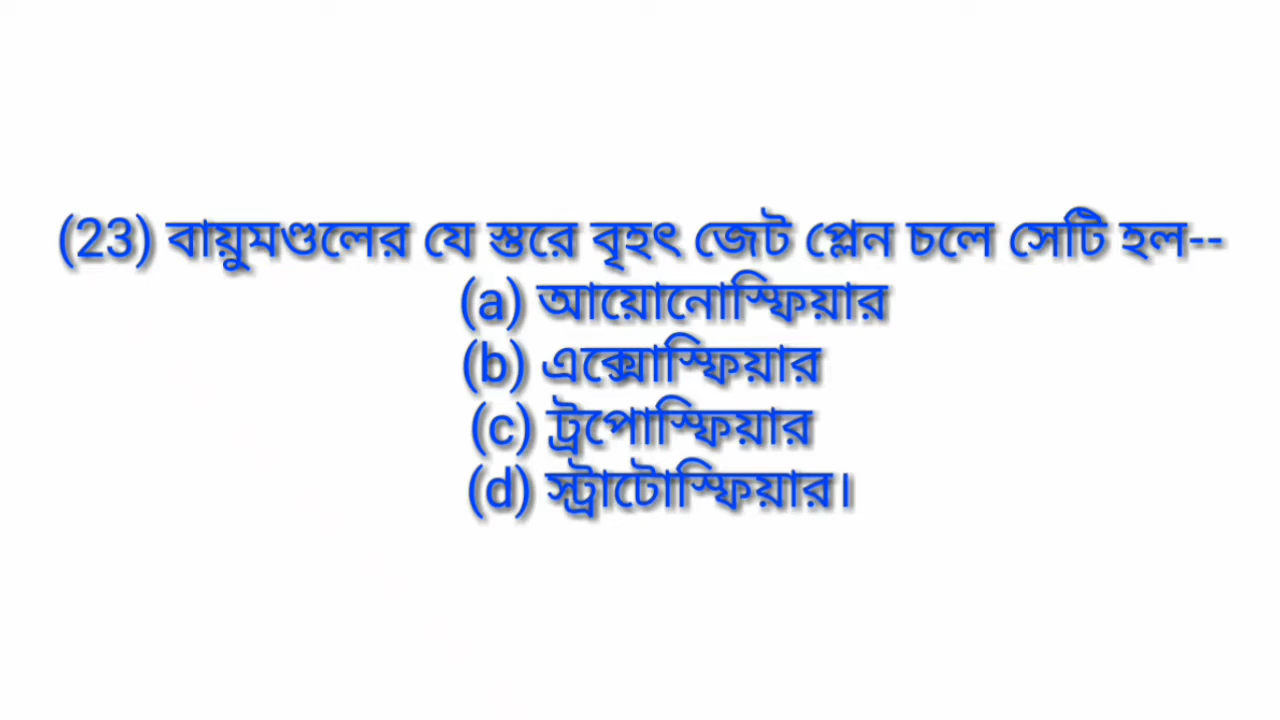 (23) বায়ুমণ্ডলের যে স্তরে বৃহৎ জেট প্লেন চলে সেটি হল--
(a) আয়োনোস্ফিয়ার
(b) এক্সোস্ফিয়ার
(c) ট্রপোস্ফিয়ার
(d) স্ট্রাটোস্ফিয়ার।